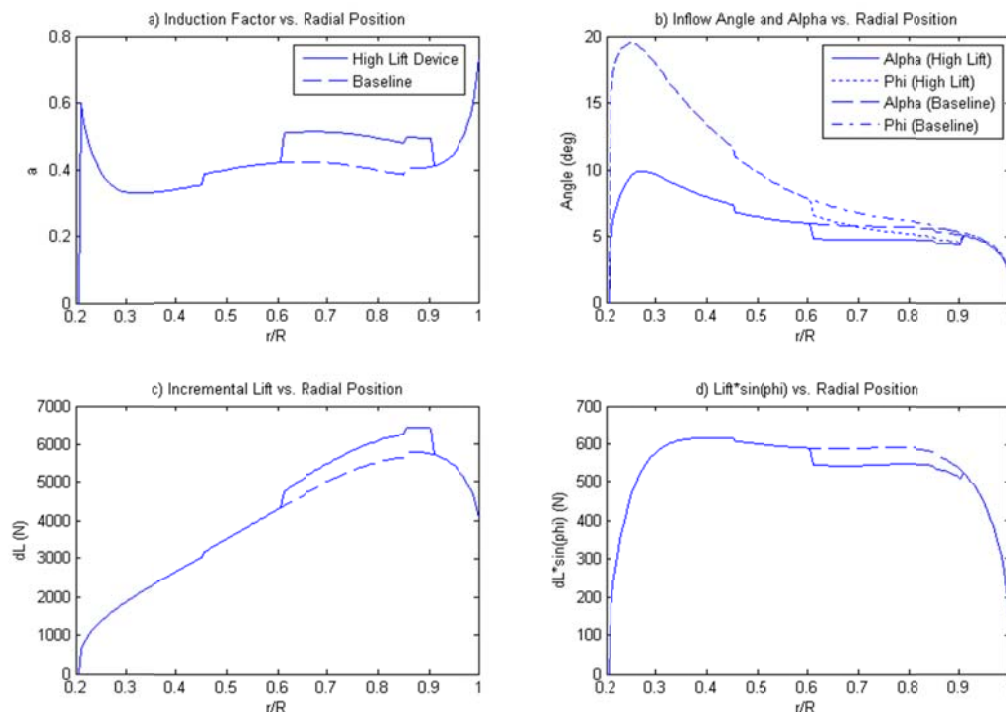 a) Induction Factor vs. Radial Position
0.8
0.6
0.4
0.2
0
a
0.2 0.3 0.4 0.5 0.6 0.7 0.8 0.9 1
r/R
High Lift Device
Baseline
b) Inflow Angle and Alpha vs. Radial Position
20
15
10
5
0
Angle (deg)
0.2 0.3 0.4 0.5 0.6 0.7 0.8 0.9
r/R
Alpha (High Lift)
Phi (High Lift)
Alpha (Baseline)
Phi (Baseline)
c) Incremental Lift vs. Radial Position
7000
6000
5000
4000
3000
2000
1000
0
dL (N)
0.2 0.3 0.4 0.5 0.6 0.7 0.8 0.9 1
r/R
d) Lift*sin(phi) vs. Radial Position
700
600
500
400
300
200
100
0
dL*sin(phi) (N)
0.2 0.3 0.4 0.5 0.6 0.7 0.8 0.9
r/R